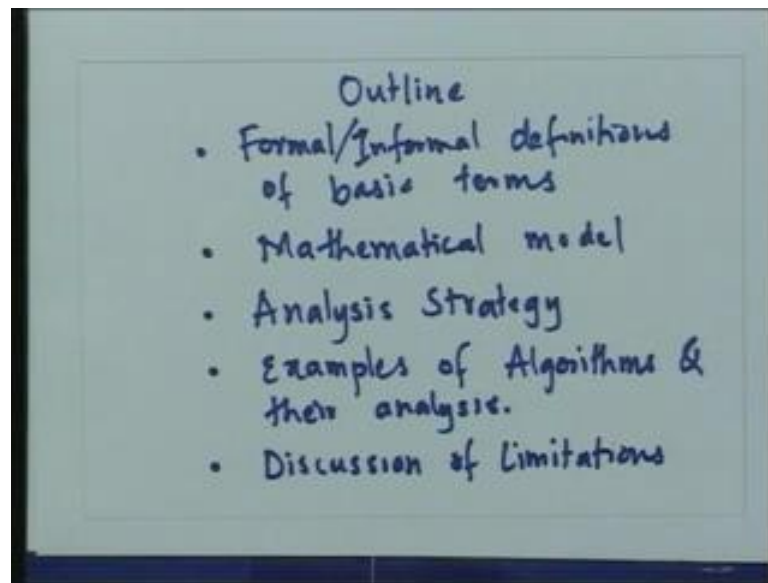 Outline
• Formal/Informal definitions
of basic terms
• Mathematical model
• Analysis Strategy
• Examples of Algorithms &
their analysis.
• Discussion of Limitations